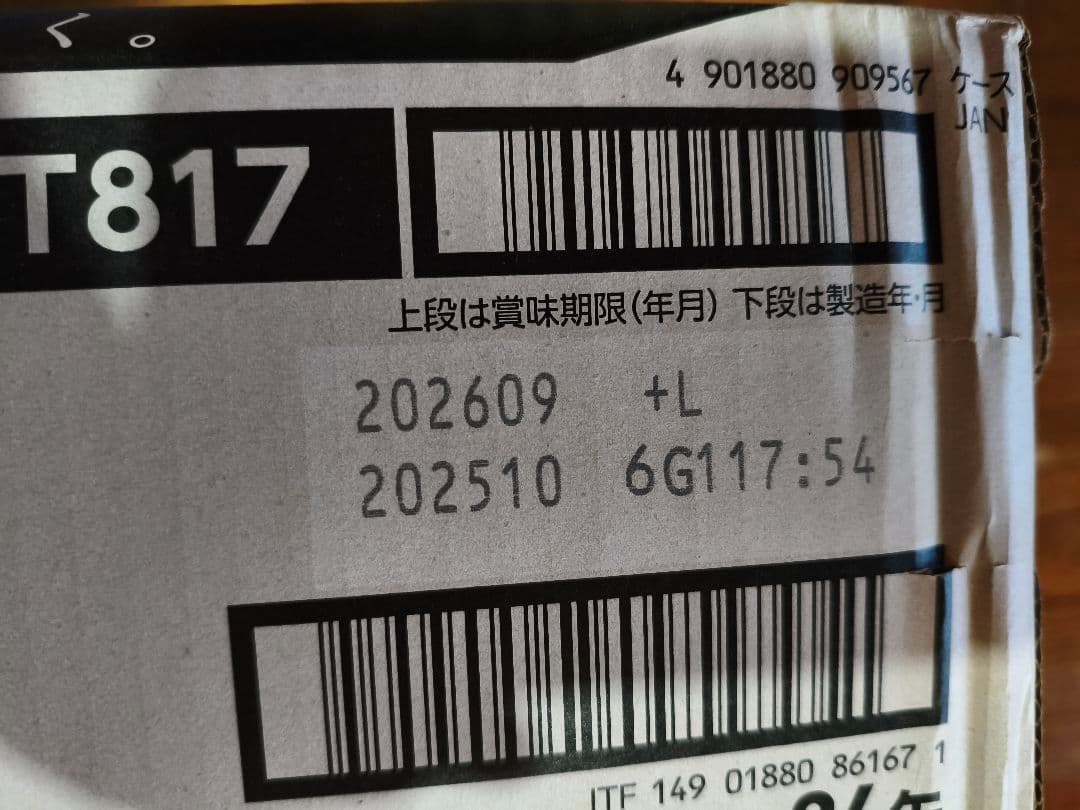 く。
4 901880 909567 ケース
JAN
T817
上段は賞味期限(年月) 下段は製造年・月
202609 +L
202510 6G117:54
ITF 149 01880 86167 1